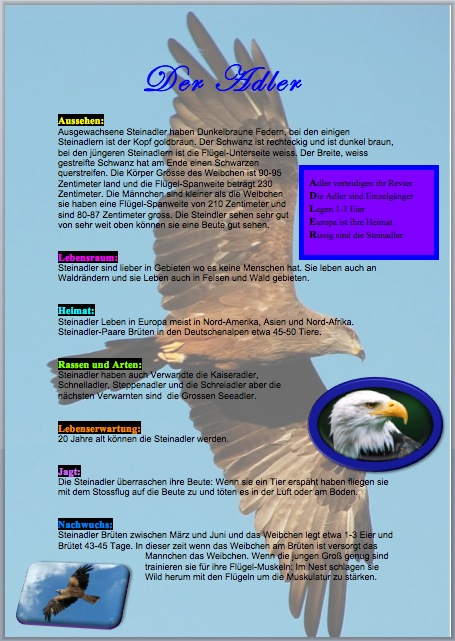 Der Adler
Aussehen:
Ausgewachsene Steinadler haben Dunkelbraune Federn, bei den einigen
Steinadlern ist der Kopf goldbraun. Der Schwanz ist rechteckig und ist dunkel braun,
bei den jüngeren Steinadlern ist die Flügel-Unterseite weiss. Der Breite, weiss
gestreifte Schwanz hat am Ende einen Schwarzen
querstreifen. Die Körper Grösse des Weibchen ist 90-95
Zentimeter land und die Flügel-Spanweite beträgt 230
Zentimeter. Die Männchen sind kleiner als die Weibchen
sie haben eine Flügel-Spanweite von 210 Zentimeter und
sind 80-87 Zentimeter gross. Die Steindler sehen sehr gut
von sehr weit oben können sie eine Beute gut sehen.
Adler verteidigen ihr Revier
Die Adler sind Einzelgänger
Legen 1-3 Eier
Europa ist ihre Heimat
Rissig sind die Steinadler
Lebensraum:
Steinadler sind lieber in Gebieten wo es keine Menschen hat. Sie leben auch an
Waldrändern und sie Leben auch in Felsen und Wald gebieten.
Heimat:
Steinadler Leben in Europa meist in Nord-Amerika, Asien und Nord-Afrika.
Steinadler-Paare Brüten in den Deutschenalpen etwa 45-50 Tiere.
Rassen und Arten:
Steinadler haben auch Verwandte die Kaiseradler,
Schnelladler, Steppenadler und die Schreiadler aber die
nächsten Verwarnten sind  die Grossen Seeadler.
Lebenserwartung:
20 Jahre alt können die Steinadler werden.
Jagt:
Die Steinadler überraschen ihre Beute: Wenn sie ein Tier erspäht haben fliegen sie
mit dem Stossflug auf die Beute zu und töten es in der Luft oder am Boden.
Nachwuchs:
Steinadler Brüten zwischen März und Juni und das Weibchen legt etwa 1-3 Eier und
Brütet 43-45 Tage. In dieser zeit wenn das Weibchen am Brüten ist versorgt das
Mannchen das Weibchen. Wenn die jungen Groß genug sind
trainieren sie für ihre Flügel-Muskeln: Im Nest schlagen sie
Wild herum mit den Flügeln um die Muskulatur zu stärken.